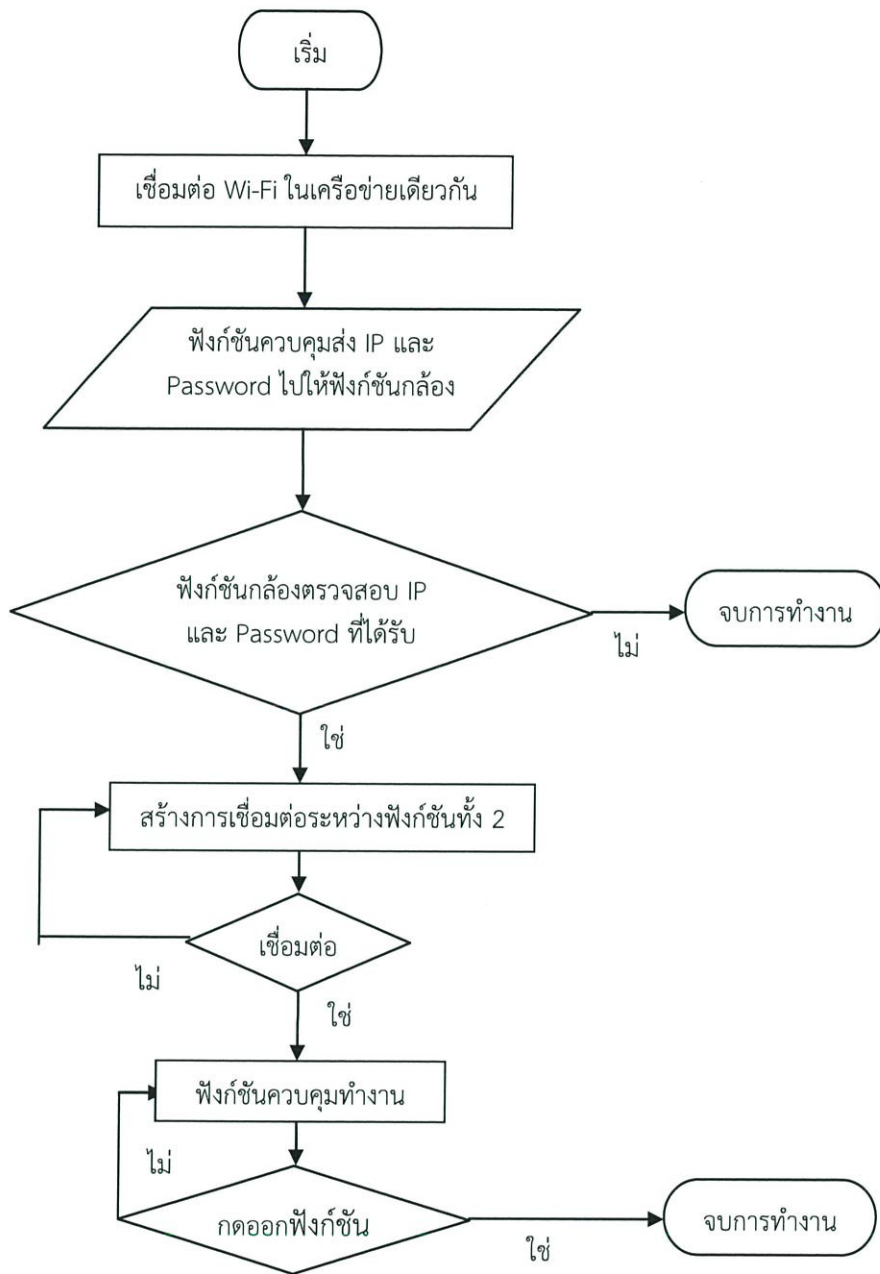 เริ่ม
เชื่อมต่อ Wi-Fi ในเครือข่ายเดียวกัน
ฟังก์ชันควบคุมส่ง IP และ
Password ไปให้ฟังก์ชันกล้อง
ฟังก์ชันกล้องตรวจสอบ IP
และ Password ที่ได้รับ
ไม่
จบการทำงาน
ใช่
สร้างการเชื่อมต่อระหว่างฟังก์ชันทั้ง 2
เชื่อมต่อ
ไม่
ใช่
ฟังก์ชันควบคุมทำงาน
ไม่
กดออกฟังก์ชัน
ใช่
จบการทำงาน